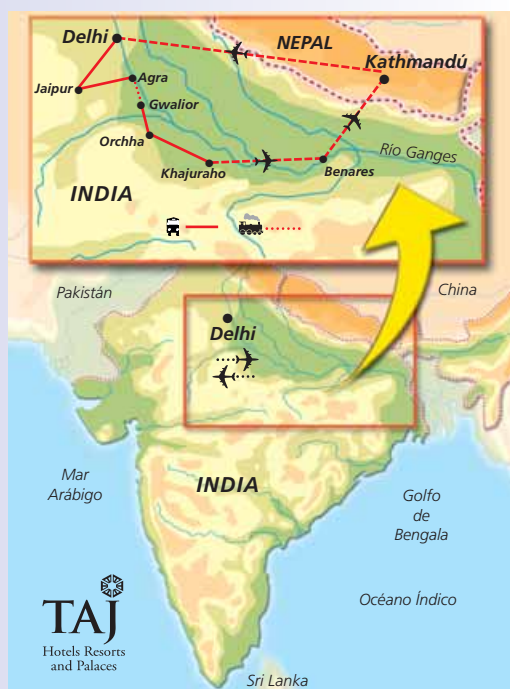 Delhi
NEPAL
Kathmandú
Jaipur
Agra
Gwalior
Orchha
Río Ganges
Khajuraho
Benares
INDIA
Pakistán
China
Delhi
INDIA
Mar
Arábigo
Golfo
de
Bengala
Océano Índico
TAJ
Hotels Resorts
and Palaces
Sri Lanka